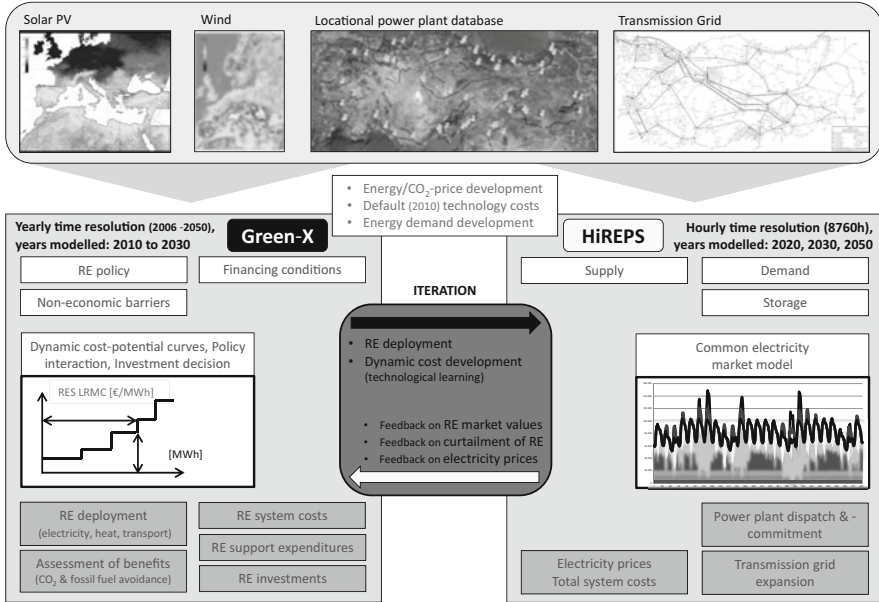 Solar PV
Wind
Locational power plant database
Transmission Grid
• Energy/CO₂-price development
• Default (2010) technology costs
• Energy demand development
Yearly time resolution (2006 -2050),
years modelled: 2010 to 2030
Green-X
RE policy
Financing conditions
Non-economic barriers
Dynamic cost-potential curves, Policy
interaction, Investment decision
RES LRMC [€/MWh]
[MWh]
RE deployment
(electricity, heat, transport)
RE system costs
RE support expenditures
Assessment of benefits
(CO₂ & fossil fuel avoidance)
RE investments
ITERATION
• RE deployment
• Dynamic cost development
(technological learning)
• Feedback on RE market values
• Feedback on curtailment of RE
• Feedback on electricity prices
HiREPS
Hourly time resolution (8760h),
years modelled: 2020, 2030, 2050
Supply
Demand
Storage
Common electricity
market model
Power plant dispatch & -
commitment
Electricity prices
Total system costs
Transmission grid
expansion